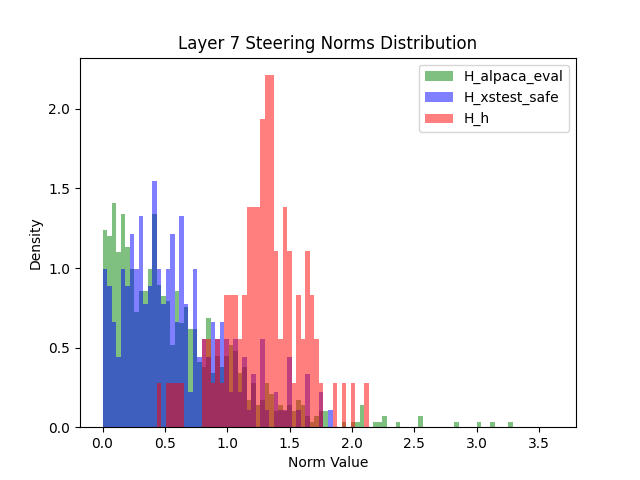 Layer 7 Steering Norms Distribution
H_alpaca_eval
H_xstest_safe
H_h
Density
2.0
1.5
1.0
0.5
0.0
0.0 0.5 1.0 1.5 2.0 2.5 3.0 3.5
Norm Value